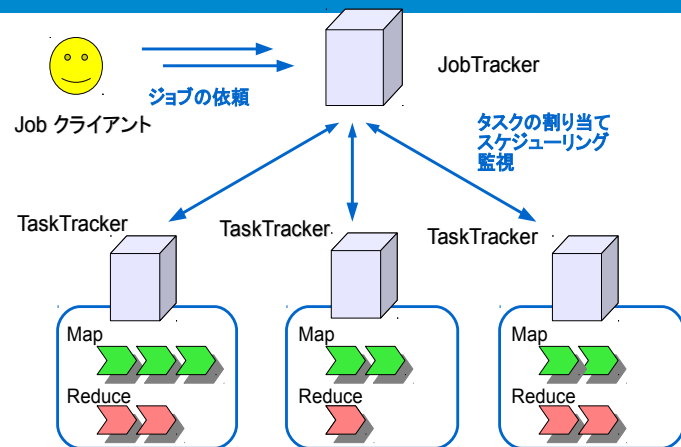 JobTracker
ジョブの依頼
Job クライアント
タスクの割り当て
スケジューリング
監視
TaskTracker
TaskTracker
TaskTracker
Map
Reduce
Map
Reduce
Map
Reduce